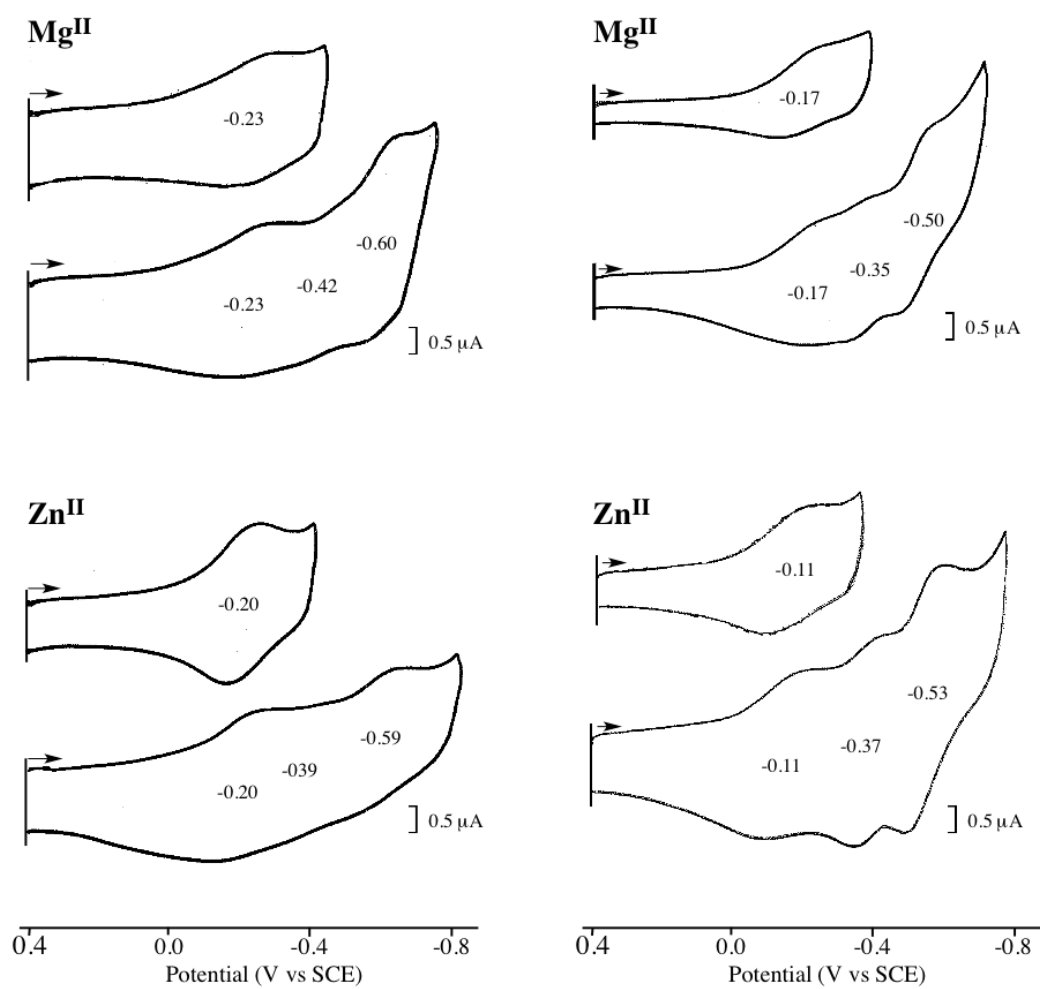 Mg^II
-0.23
-0.60
-0.42
-0.23
0.5 µA
Mg^II
-0.17
-0.50
-0.35
-0.17
0.5 µA
Zn^II
-0.20
-0.59
-039
-0.20
0.5 µA
Zn^II
-0.11
-0.53
-0.37
-0.11
0.5 µA
0.4 0.0 -0.4 -0.8
Potential (V vs SCE)
0.4 0.0 -0.4 -0.8
Potential (V vs SCE)